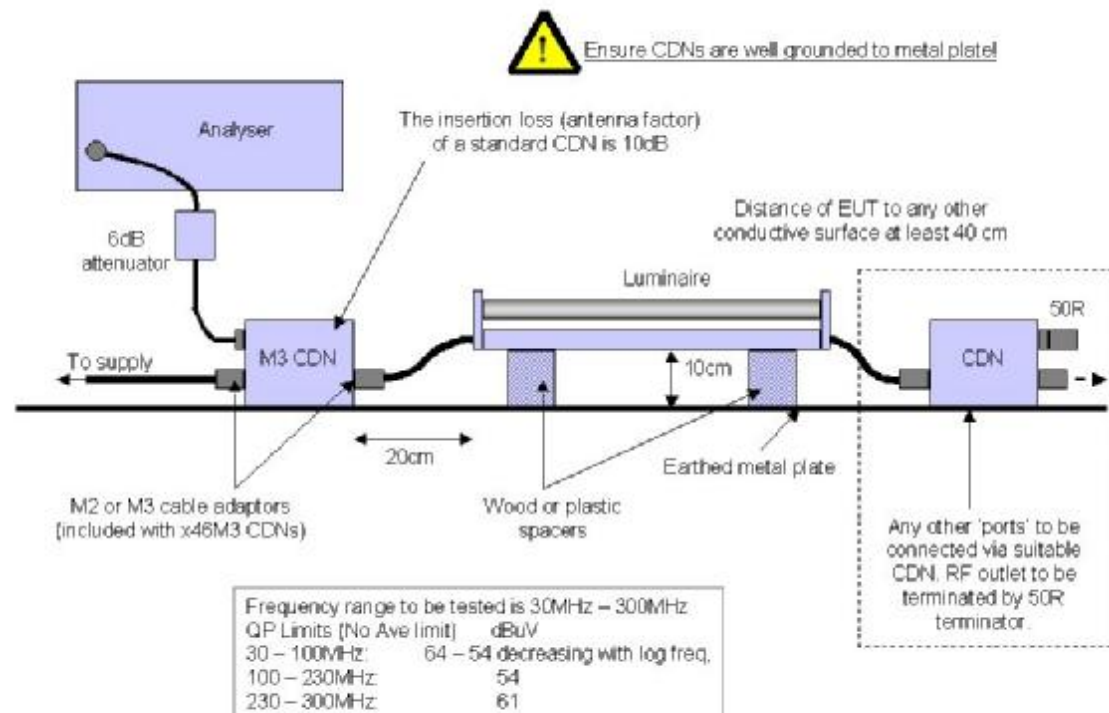 Ensure CDNs are well grounded to metal plate!
Analyser
The insertion loss (antenna factor)
of a standard CDN is 10dB
6dB
attenuator
Distance of EUT to any other
conductive surface at least 40 cm
Luminaire
50R
To supply
M3 CDN
CDN
10cm
20cm
Earthed metal plate
M2 or M3 cable adaptors
(included with x46M3 CDNs)
Wood or plastic
spacers
Any other 'ports' to be
connected via suitable
CDN. RF outlet to be
terminated by 50R
terminator.
Frequency range to be tested is 30MHz – 300MHz
QP Limits (No Ave limit) dBuV
30 – 100MHz: 64 – 54 decreasing with log freq.
100 – 230MHz: 54
230 – 300MHz: 61